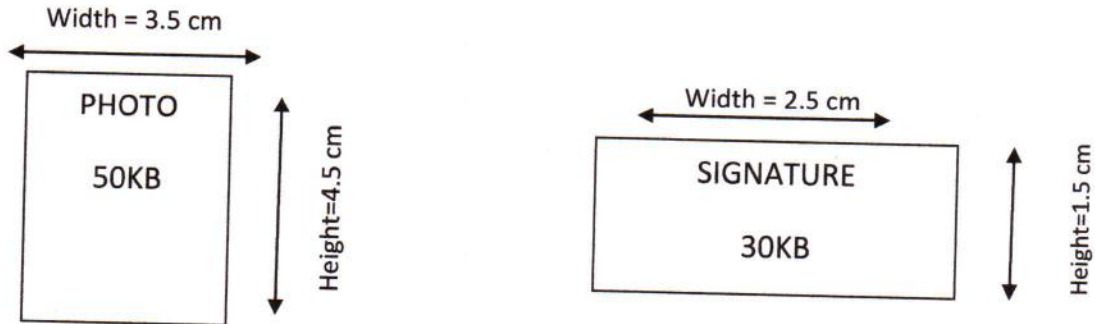 Width = 3.5 cm
PHOTO
50KB
Height=4.5 cm
Width = 2.5 cm
SIGNATURE
30KB
Height=1.5 cm